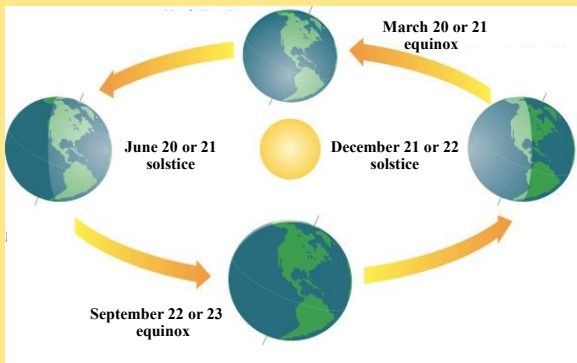 March 20 or 21
equinox
June 20 or 21
solstice
December 21 or 22
solstice
September 22 or 23
equinox